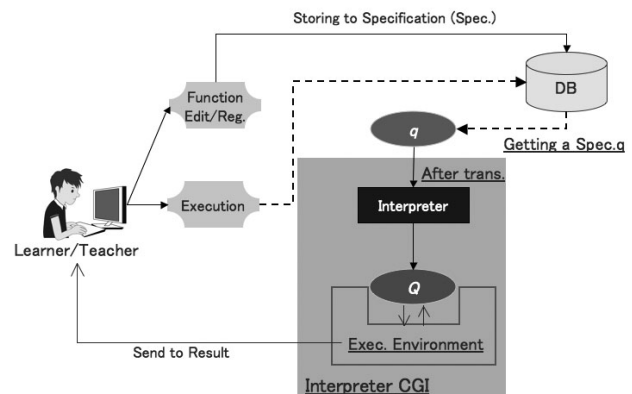 Storing to Specification (Spec.)
Function
Edit/Reg.
DB
q
Getting a Spec.q
After trans.
Execution
Interpreter
Learner/Teacher
Q
Send to Result
Exec. Environment
Interpreter CGI